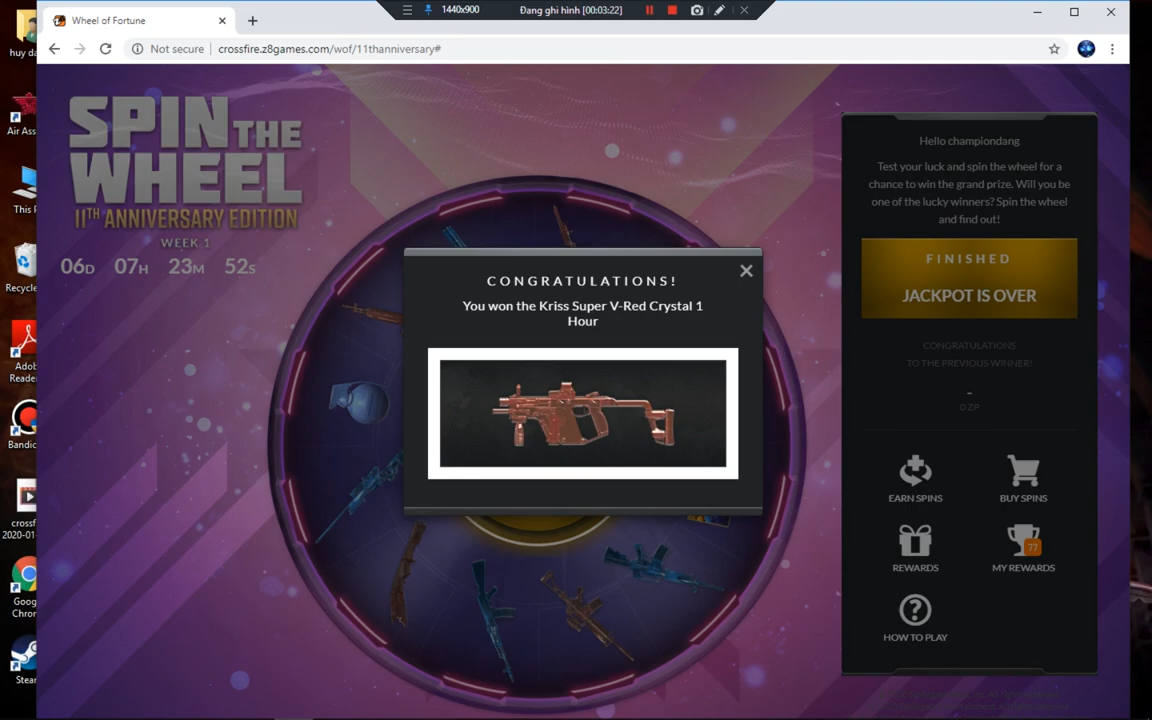 1440x900
Đang ghi hình [00:03:22]
Wheel of Fortune
Not secure
crossfire.z8games.com/wof/11thanniversary#
huy da
Air Ass
This P
Recycle
Adob
Reade
Bandic
crossf
2020-01-
Goog
Chron
Stear
SPIN THE
WHEEL
11TH ANNIVERSARY EDITION
WEEK 1
06D 07H 23M 52S
CONGRATULATIONS!
You won the Kriss Super V-Red Crystal 1
Hour
Hello championdang
Test your luck and spin the wheel for a
chance to win the grand prize. Will you be
one of the lucky winners? Spin the wheel
and find out!
FINISHED
JACKPOT IS OVER
CONGRATULATIONS
TO THE PREVIOUS WINNER!
-
0 ZP
EARN SPINS
BUY SPINS
REWARDS
77
MY REWARDS
HOW TO PLAY